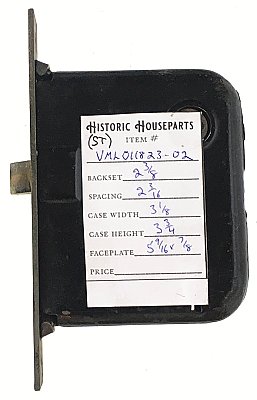 HISTORIC HOUSEPARTS
(ST) ITEM #
VML011823-02
BACKSET 2 3/8
SPACING 2 3/16
CASE WIDTH 3 1/8
CASE HEIGHT 3 3/4
FACEPLATE 5 9/16 x 7/8
PRICE